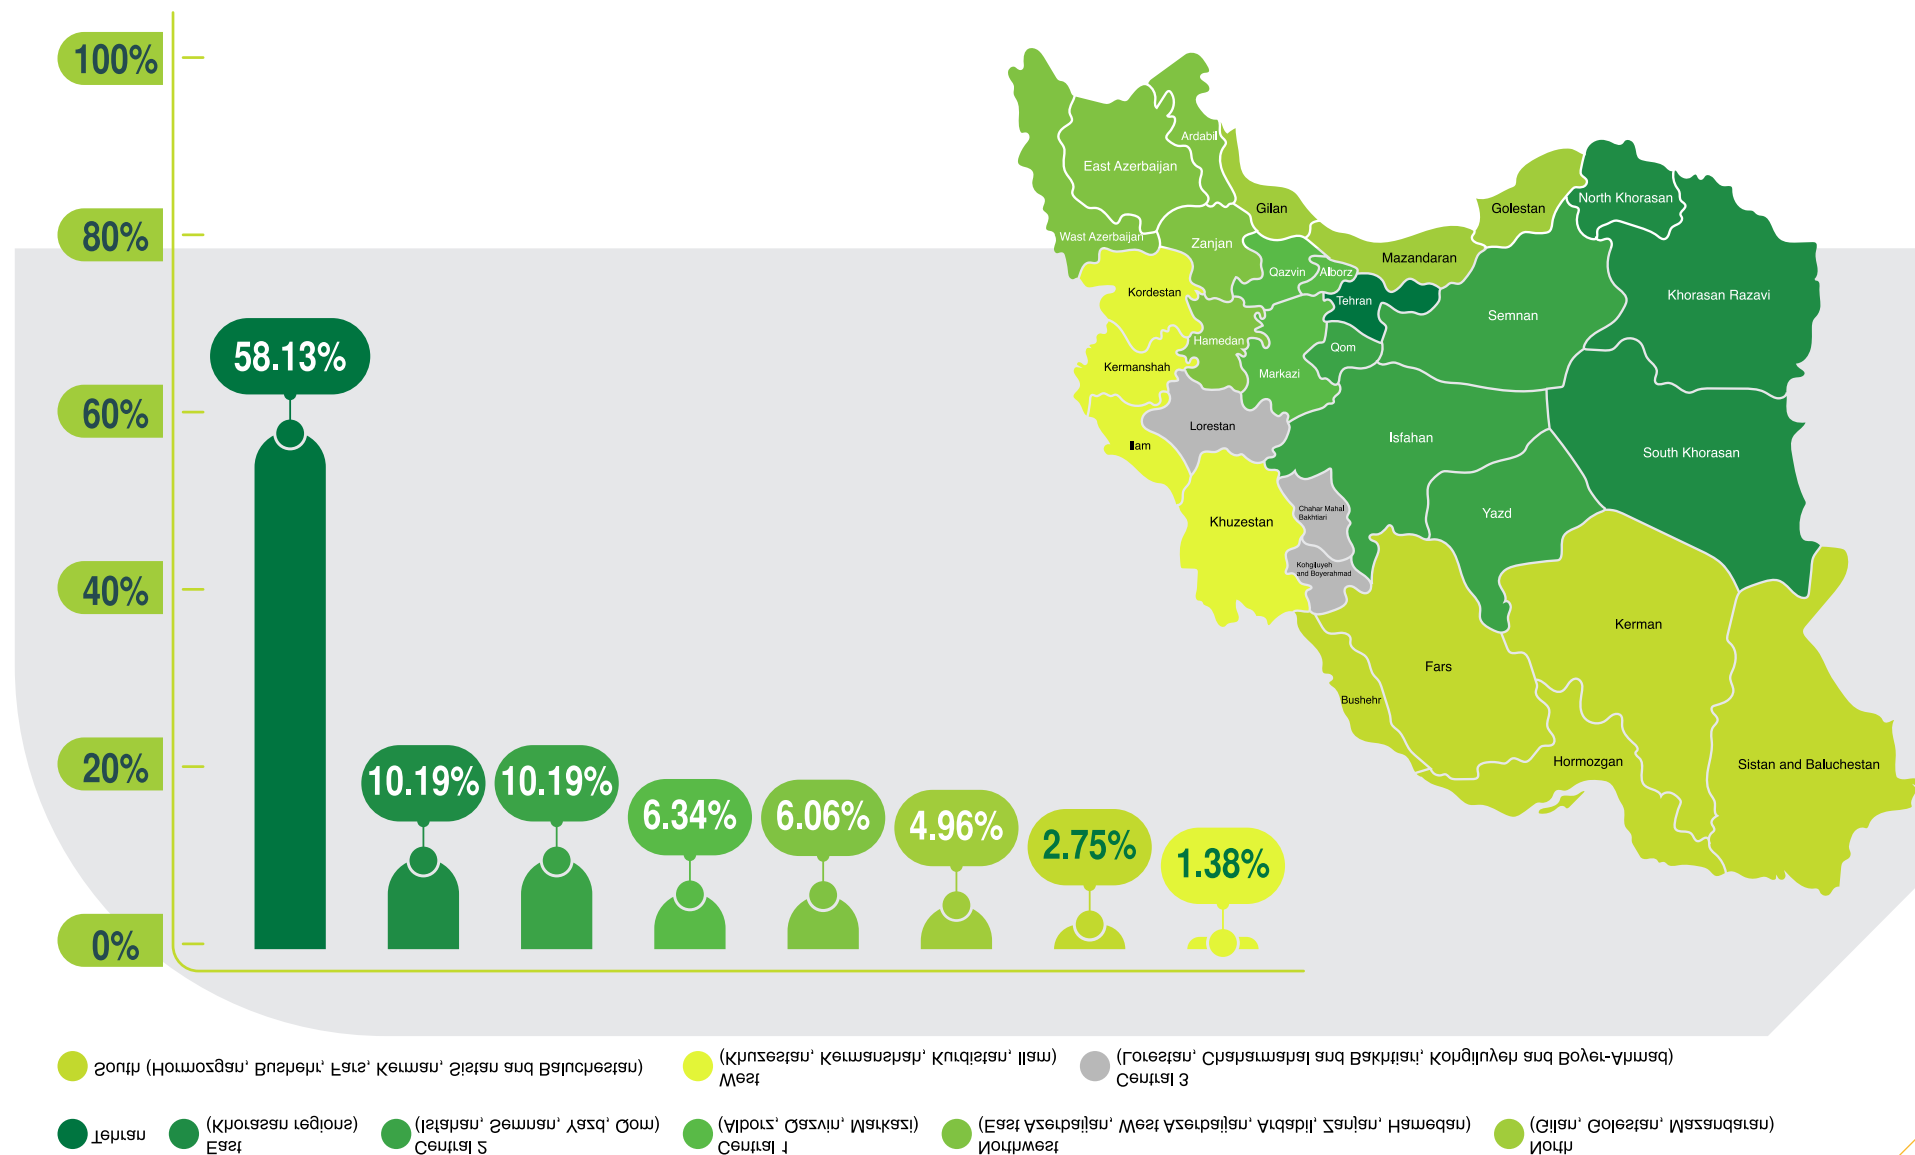 100%
80%
60%
40%
20%
0%
58.13%
10.19%
10.19%
6.34%
6.06%
4.96%
2.75%
1.38%
East Azerbaijan
Ardabil
Wast Azerbaijan
Zanjan
Gilan
Golestan
North Khorasan
Mazandaran
Qazvin
Alborz
Tehran
Kordestan
Khorasan Razavi
Semnan
Hamedan
Qom
Kermanshah
Markazi
Lorestan
Ilam
Isfahan
South Khorasan
Khuzestan
Chahar Mahal
Bakhtiari
Yazd
Kohgiluyeh
and Boyerahmad
Kerman
Fars
Bushehr
Hormozgan
Sistan and Baluchestan
South (Hormozgan, Bushehr, Fars, Kerman, Sistan and Baluchestan)
West
(Khuzestan, Kermanshah, Kurdistan, Ilam)
Central 3
(Lorestan, Chaharmahal and Bakhtiari, Kohgiluyeh and Boyer-Ahmad)
Tehran
East
(Khorasan regions)
Central 2
(Isfahan, Semnan, Yazd, Qom)
Central 1
(Alborz, Qazvin, Markazi)
Northwest
(East Azerbaijan, West Azerbaijan, Ardabil, Zanjan, Hamedan)
North
(Gilan, Golestan, Mazandaran)